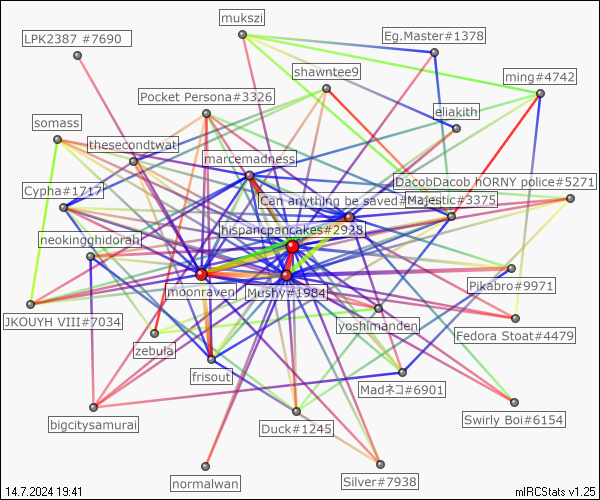 mukszi
LPK2387 #7690
Eg.Master#1378
shawntee9
ming#4742
Pocket Persona#3326
eliakith
somass
thesecondtwat
marcemadness
DacobDacob hORNY police#5271
Cypha#1717
Can anything be saved#
Majestic#3375
hispancpancakes#2928
neokingghidorah
moonraven
Mushy#1984
Pikabro#9971
JKOUYH VIII#7034
yoshimanden
Fedora Stoat#4479
zebula
frisout
Madネコ#6901
bigcitysamurai
Duck#1245
Swirly Boi#6154
normalwan
Silver#7938
14.7.2024 19:41
mIRCStats v1.25